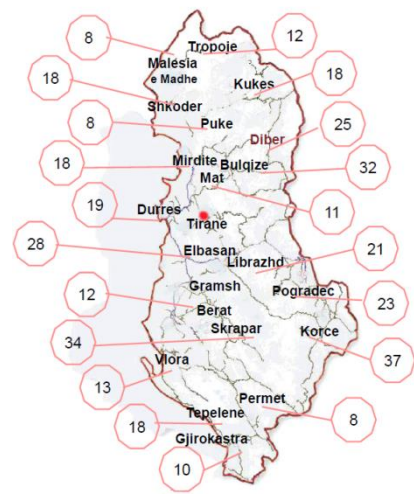 8
Tropoje
12
Malesia
e Madhe
18
Kukes
18
Shkoder
8
Puke
Diber
25
18
Mirdite
Bulqize
32
Mat
19
Durres
11
Tirane
28
Elbasan
Librazhd
21
Gramsh
Pogradec
12
Berat
23
Skrapar
Korce
34
Vlora
37
13
Permet
Tepelene
8
18
Gjirokastra
10